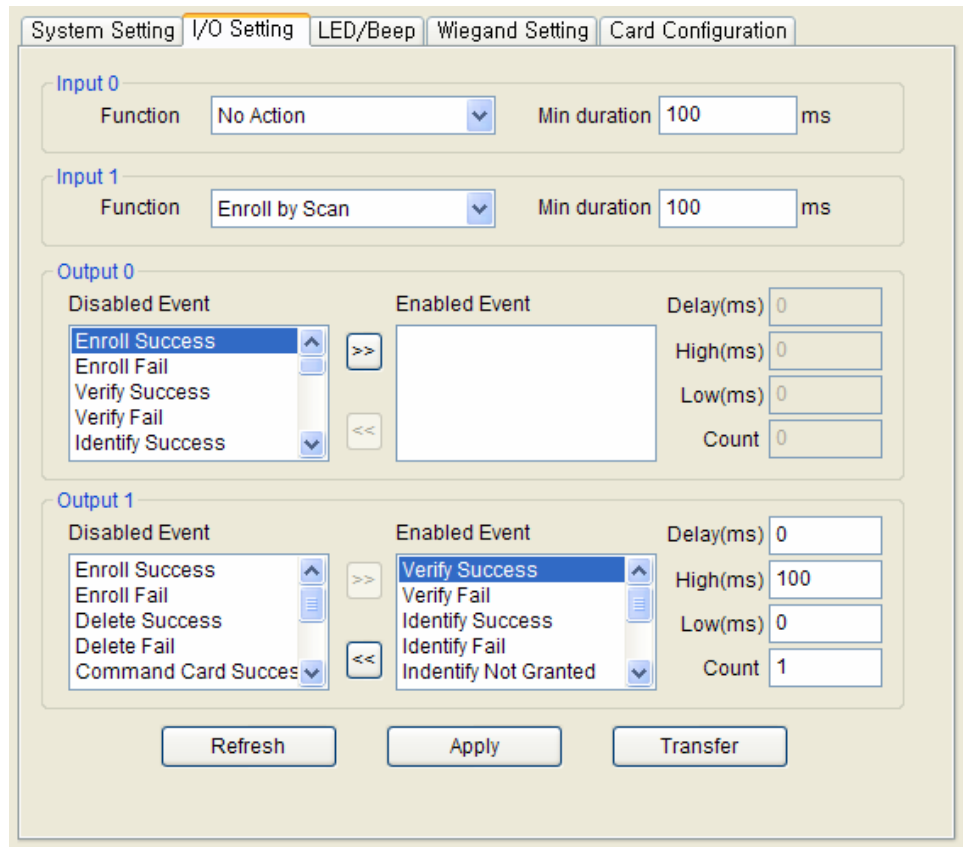 System Setting I/O Setting LED/Beep Wiegand Setting Card Configuration
Input 0
Function No Action Min duration 100 ms
Input 1
Function Enroll by Scan Min duration 100 ms
Output 0
Disabled Event Enabled Event Delay(ms) 0
Enroll Success
Enroll Fail
Verify Success
Verify Fail
Identify Success
>>
<<
High(ms) 0
Low(ms) 0
Count 0
Output 1
Disabled Event Enabled Event Delay(ms) 0
Enroll Success
Enroll Fail
Delete Success
Delete Fail
Command Card Succes
>>
<<
Verify Success
Verify Fail
Identify Success
Identify Fail
Indentify Not Granted
High(ms) 100
Low(ms) 0
Count 1
Refresh Apply Transfer